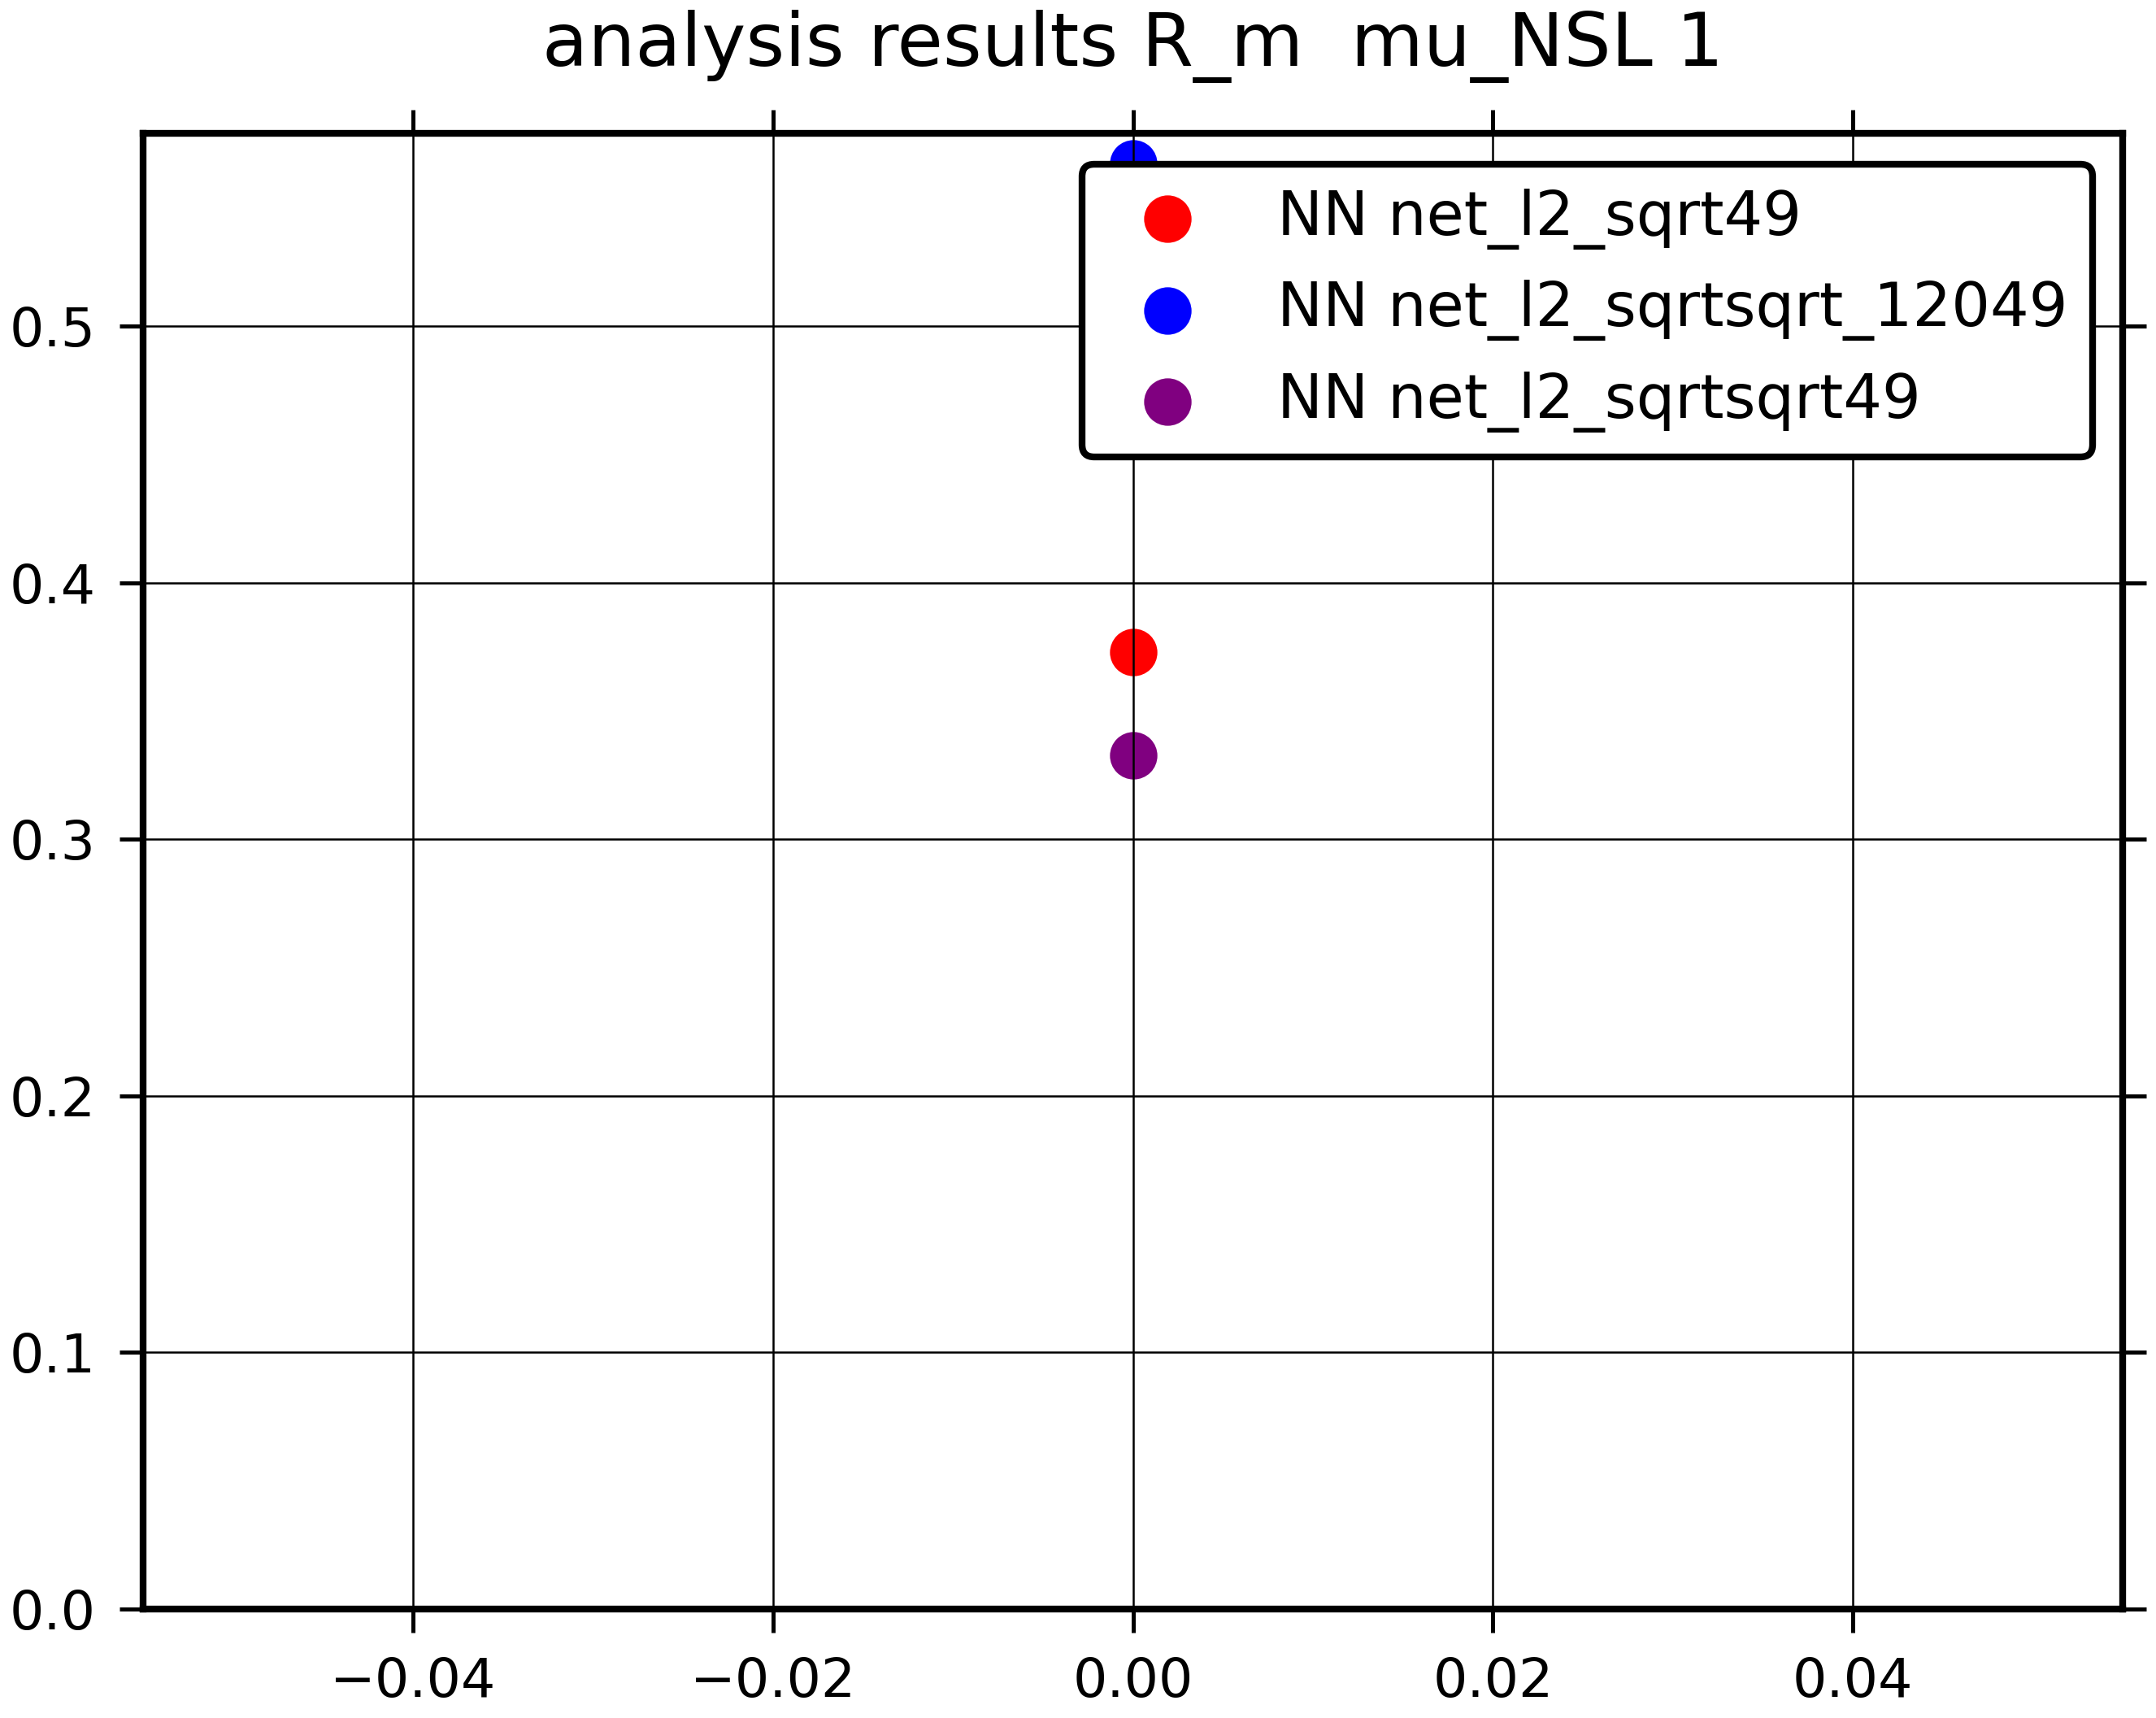 analysis results R_m  mu_NSL 1
NN net_l2_sqrt49
NN net_l2_sqrtsqrt_12049
NN net_l2_sqrtsqrt49
0.5
0.4
0.3
0.2
0.1
0.0
−0.04 −0.02 0.00 0.02 0.04